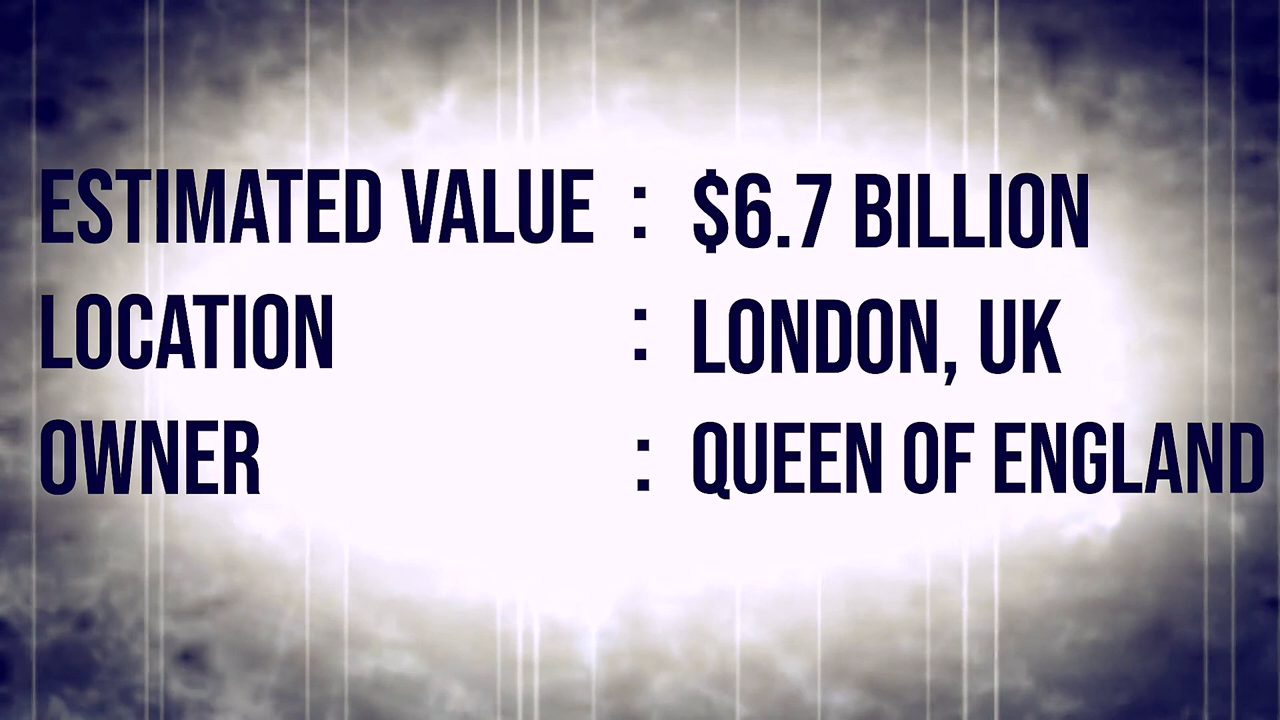 ESTIMATED VALUE : $6.7 BILLION
LOCATION : LONDON, UK
OWNER : QUEEN OF ENGLAND